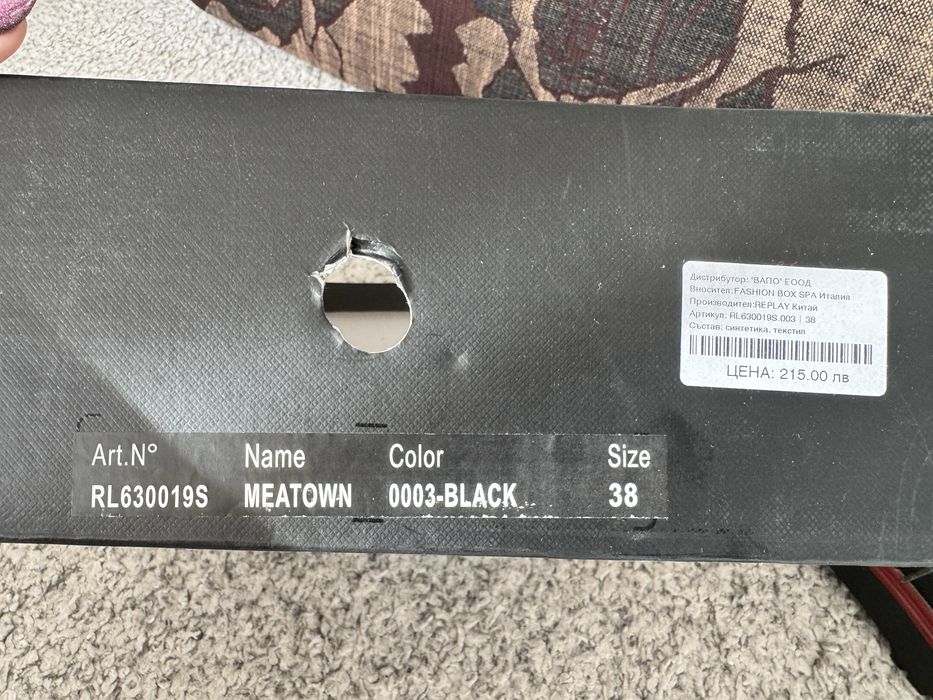 Дистрибутор: "ВАПО" ЕООД
Вносител: FASHION BOX SPA Италия
Производител: REPLAY Китай
Артикул: RL630019S.003 | 38
Състав: синтетика, текстил
ЦЕНА: 215.00 лв
Art.N° Name Color Size
RL630019S MEATOWN 0003-BLACK 38